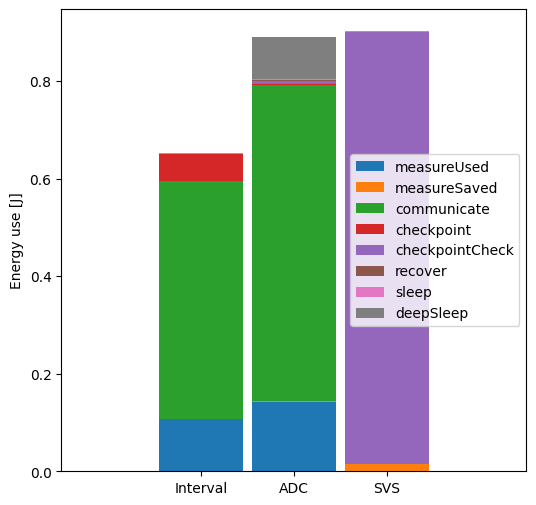 Energy use [J]
0.8
0.6
0.4
0.2
0.0
measureUsed
measureSaved
communicate
checkpoint
checkpointCheck
recover
sleep
deepSleep
Interval ADC SVS